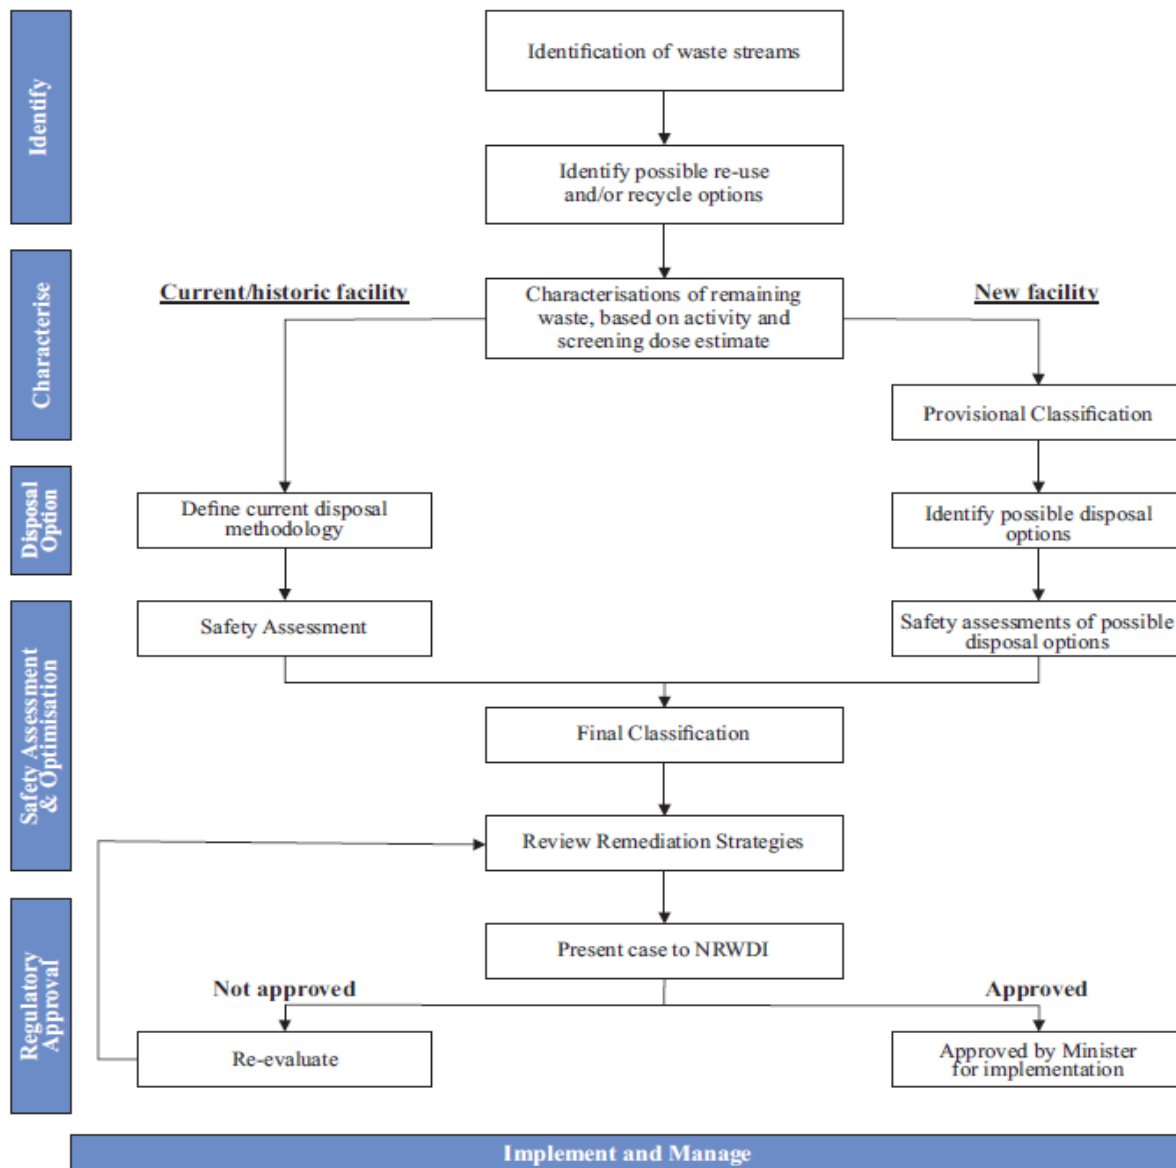 Identify
Identification of waste streams
Identify possible re-use
and/or recycle options
Characterise
Current/historic facility
Characterisations of remaining
waste, based on activity and
screening dose estimate
New facility
Provisional Classification
Disposal
Option
Define current disposal
methodology
Identify possible disposal
options
Safety Assessment
& Optimisation
Safety Assessment
Safety assessments of possible
disposal options
Final Classification
Review Remediation Strategies
Regulatory
Approval
Present case to NRWDI
Not approved
Approved
Re-evaluate
Approved by Minister
for implementation
Implement and Manage